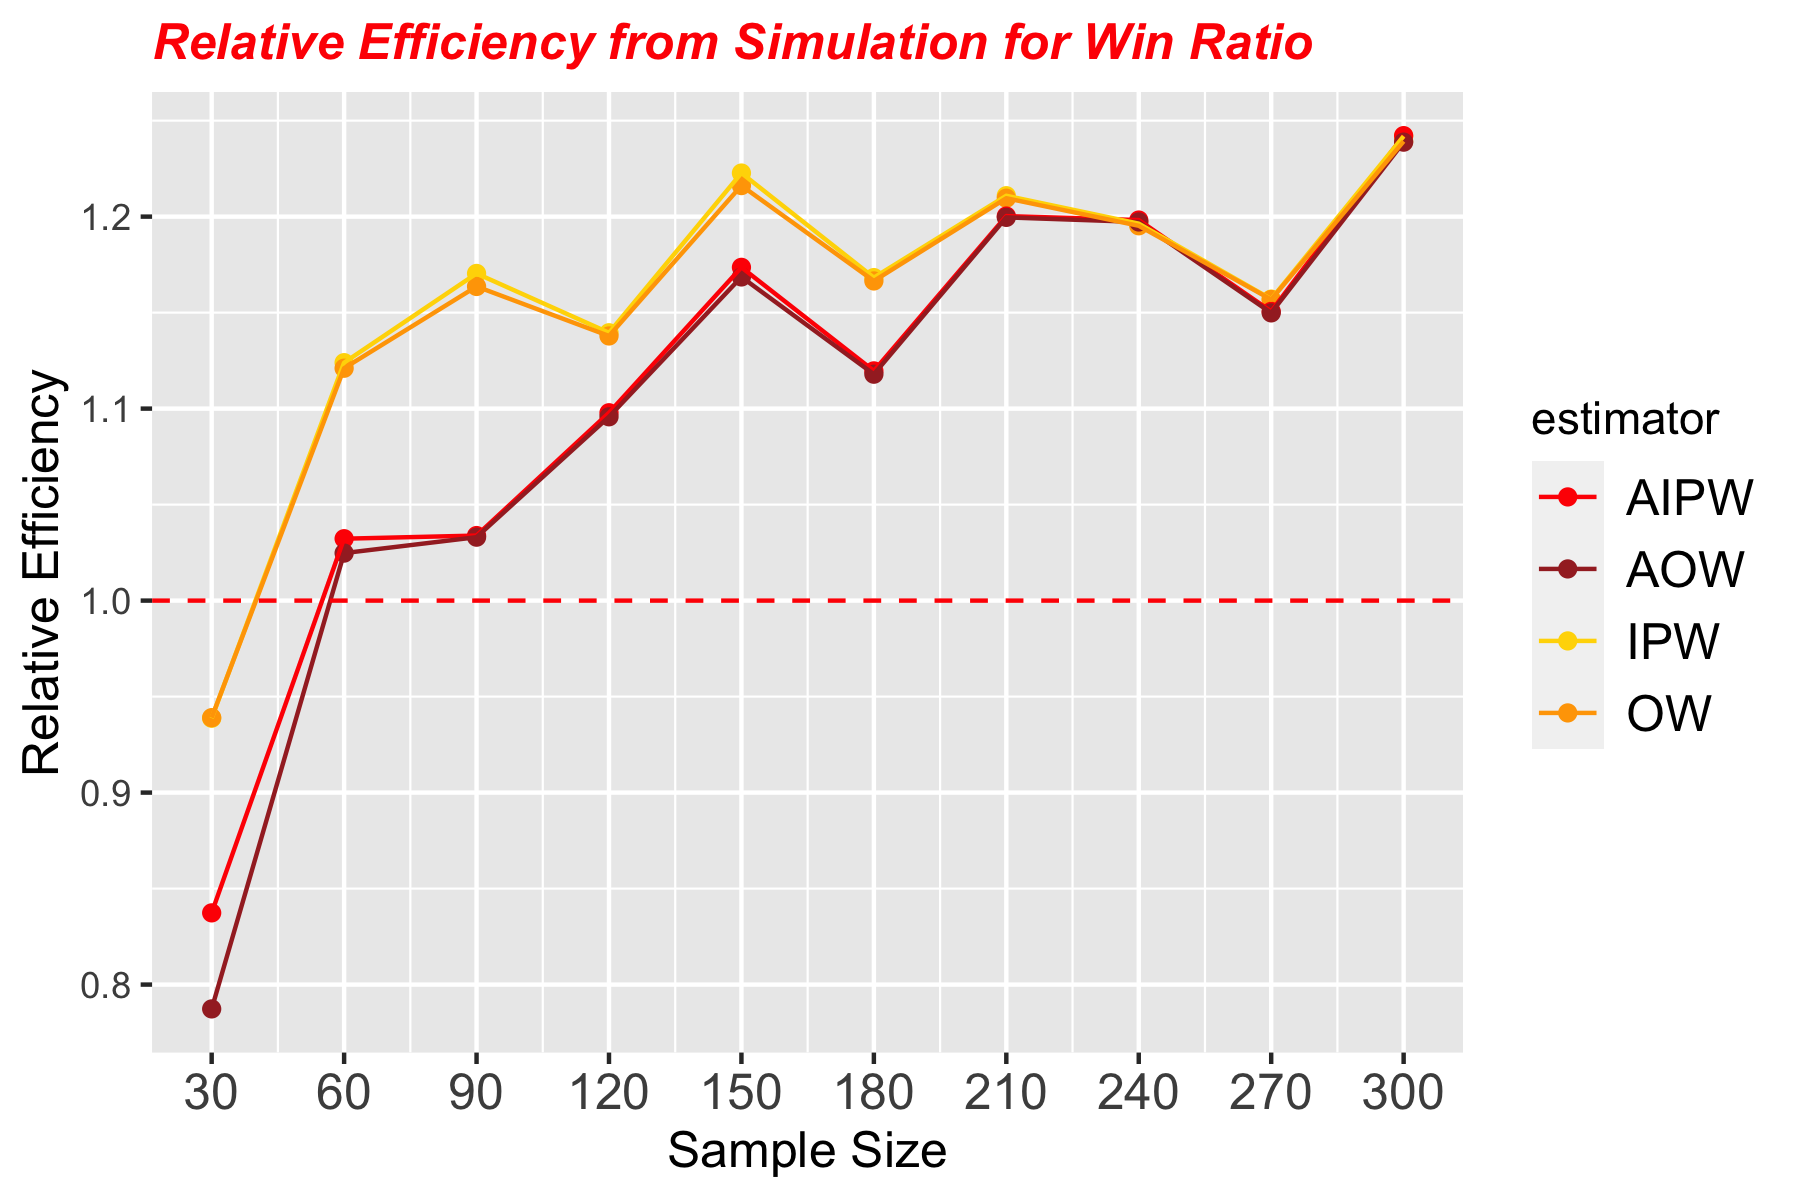 Relative Efficiency from Simulation for Win Ratio
Relative Efficiency
1.2
1.1
1.0
0.9
0.8
30 60 90 120 150 180 210 240 270 300
Sample Size
estimator
AIPW
AOW
IPW
OW